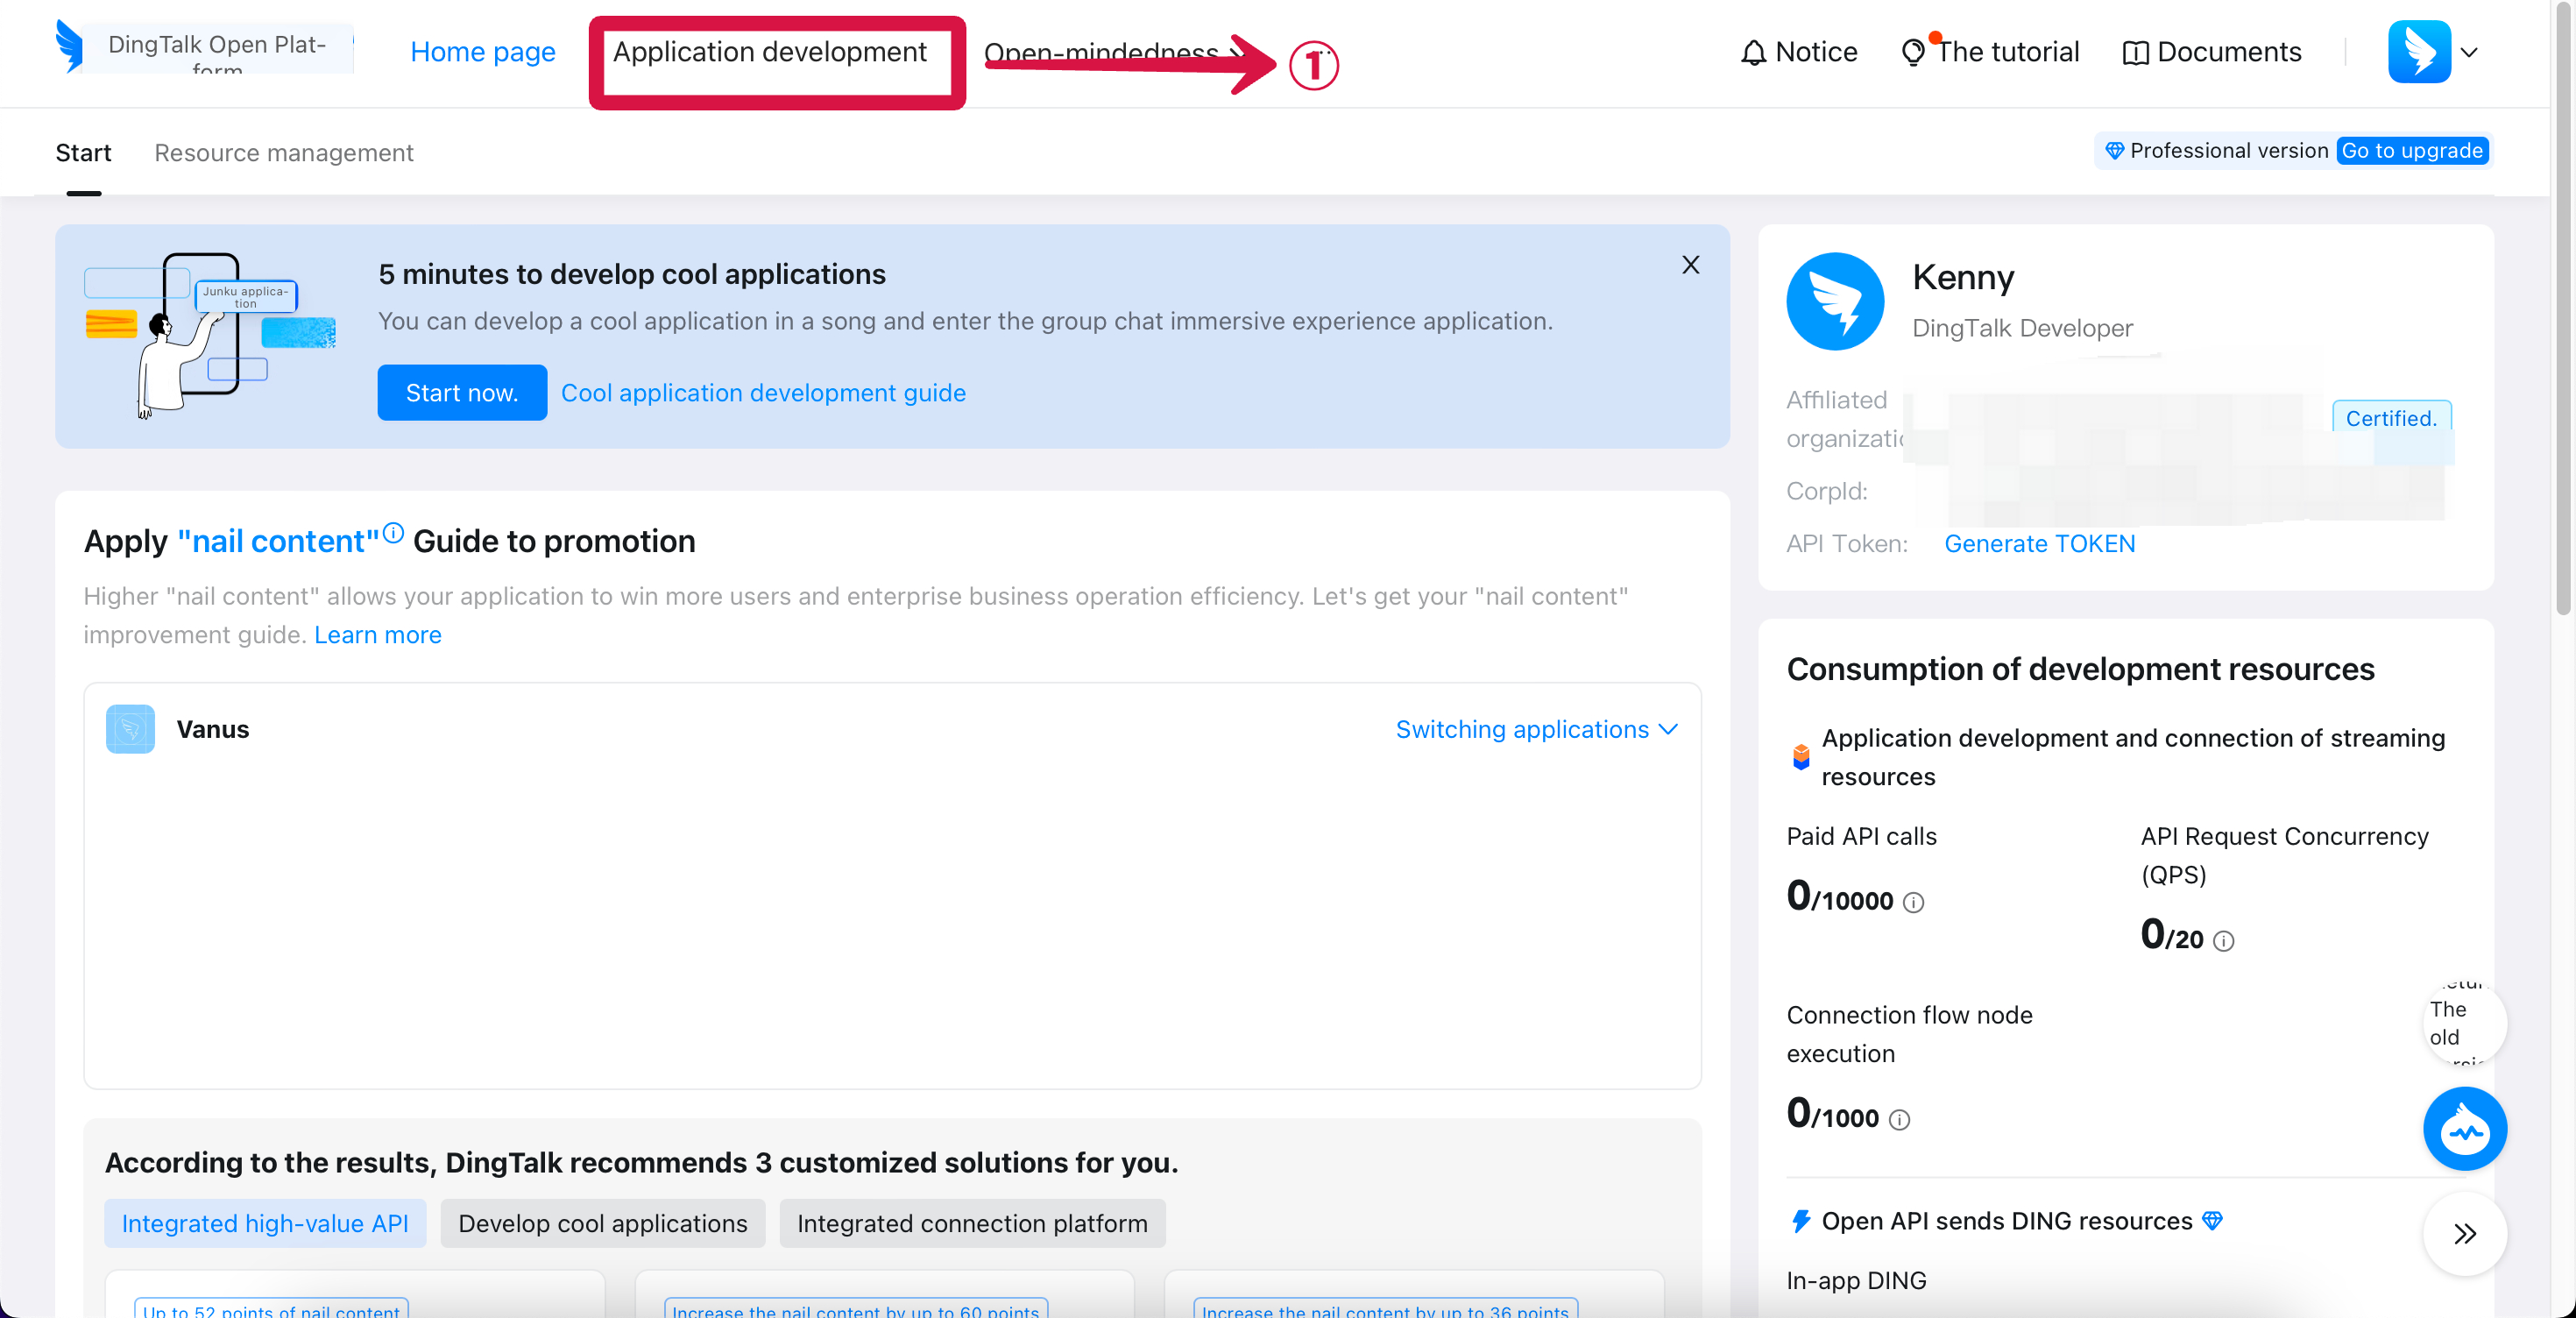 DingTalk Open Plat-
form
Home page
Application development
Open-mindedness
①
Notice
The tutorial
Documents
Start
Resource management
Professional version
Go to upgrade
5 minutes to develop cool applications
You can develop a cool application in a song and enter the group chat immersive experience application.
Start now.
Cool application development guide
Junku applica-
tion
Kenny
DingTalk Developer
Affiliated
Certified.
CorpId:
API Token:
Generate TOKEN
Apply "nail content" Guide to promotion
Higher "nail content" allows your application to win more users and enterprise business operation efficiency. Let's get your "nail content"
improvement guide. Learn more
Vanus
Switching applications
Consumption of development resources
Application development and connection of streaming
resources
Paid API calls
0/10000
API Request Concurrency
(QPS)
0/20
Connection flow node
execution
0/1000
The
old
Open API sends DING resources
In-app DING
According to the results, DingTalk recommends 3 customized solutions for you.
Integrated high-value API
Develop cool applications
Integrated connection platform
Up to 52 points of nail content
Increase the nail content by up to 60 points
Increase the nail content by up to 36 points